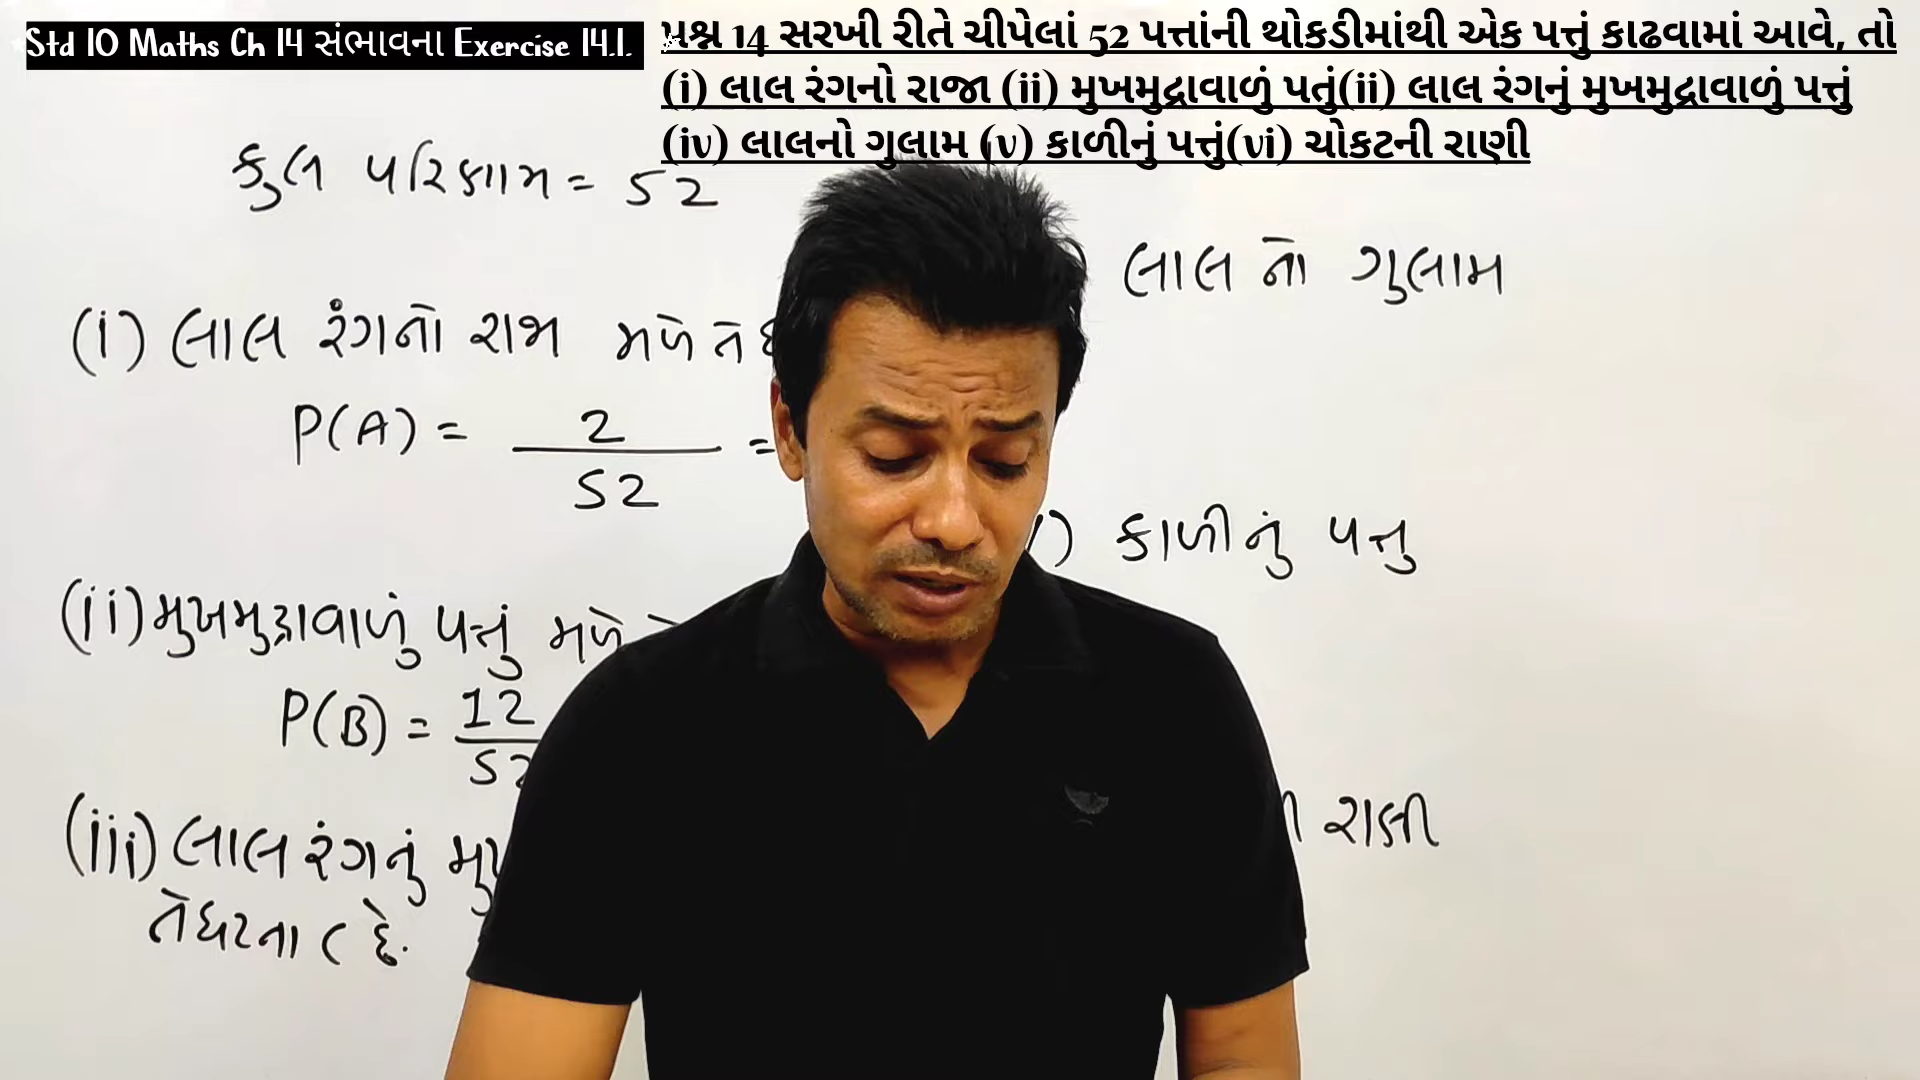 Std 10 Maths Ch 14 સંભાવના Exercise 14.1.
પ્રશ્ન 14 સરખી રીતે ચીપેલાં 52 પત્તાંની થોકડીમાંથી એક પત્તું કાઢવામાં આવે, તો
(i) લાલ રંગનો રાજા (ii) મુખમુદ્રાવાળું પતું(ii) લાલ રંગનું મુખમુદ્રાવાળું પત્તું
(iv) લાલનો ગુલામ (v) કાળીનું પત્તું(vi) ચોકટની રાણી
કુલ પરિણામ = 52
(i) લાલ રંગનો રાજા મળે તે
P(A) = 2/52 =
(ii) મુખમુદ્રાવાળું પત્તું મળે
P(B) = 12/52
(iii) લાલ રંગનું
તે ઘટના C છે.
લાલ નો ગુલામ
કાળીનું પત્તુ
રાણી